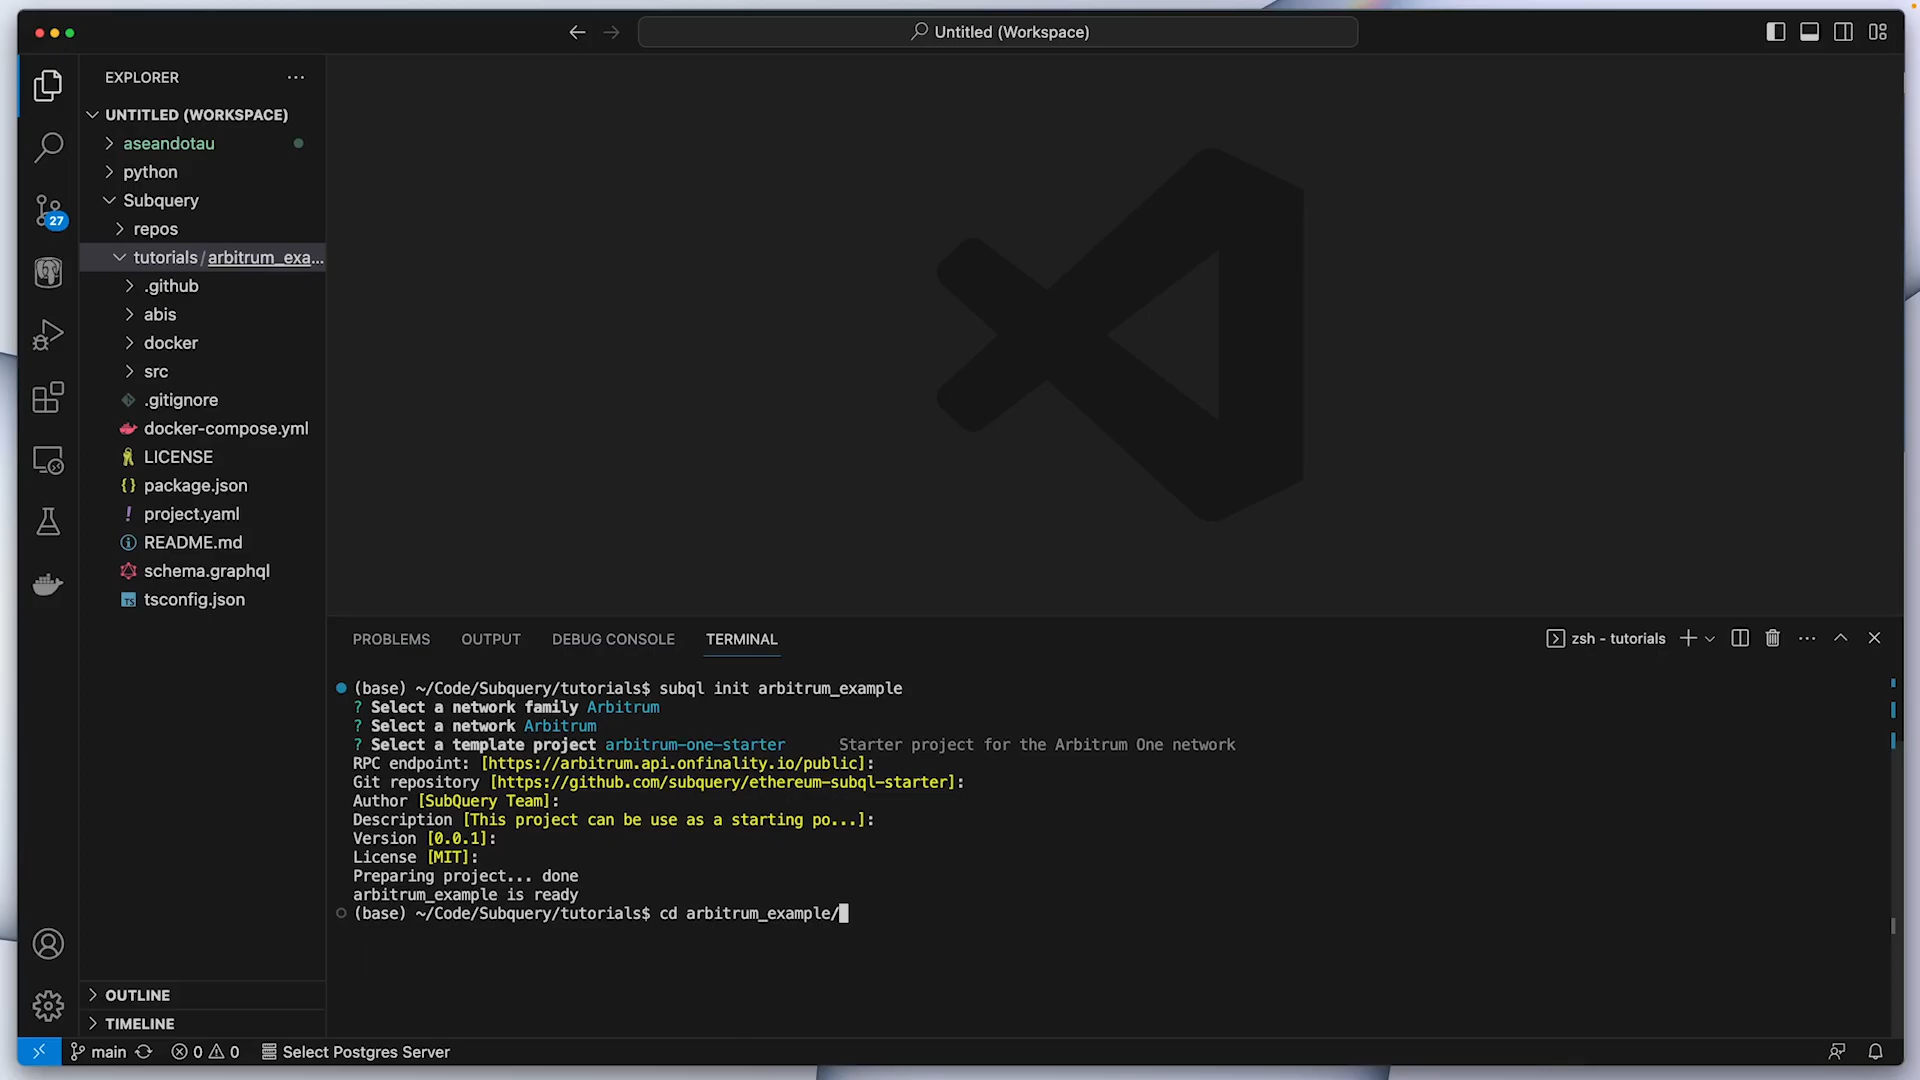 Untitled (Workspace)
EXPLORER
UNTITLED (WORKSPACE)
aseandotau
python
Subquery
repos
tutorials/arbitrum_exa...
.github
abis
docker
src
.gitignore
docker-compose.yml
LICENSE
package.json
project.yaml
README.md
schema.graphql
tsconfig.json
OUTLINE
TIMELINE
27
PROBLEMS OUTPUT DEBUG CONSOLE TERMINAL
zsh - tutorials
(base) ~/Code/Subquery/tutorials$ subql init arbitrum_example
? Select a network family Arbitrum
? Select a network Arbitrum
? Select a template project arbitrum-one-starter Starter project for the Arbitrum One network
RPC endpoint: [https://arbitrum.api.onfinality.io/public]:
Git repository [https://github.com/subquery/ethereum-subql-starter]:
Author [SubQuery Team]:
Description [This project can be use as a starting po...]:
Version [0.0.1]:
License [MIT]:
Preparing project... done
arbitrum_example is ready
(base) ~/Code/Subquery/tutorials$ cd arbitrum_example/
main 0 0 Select Postgres Server